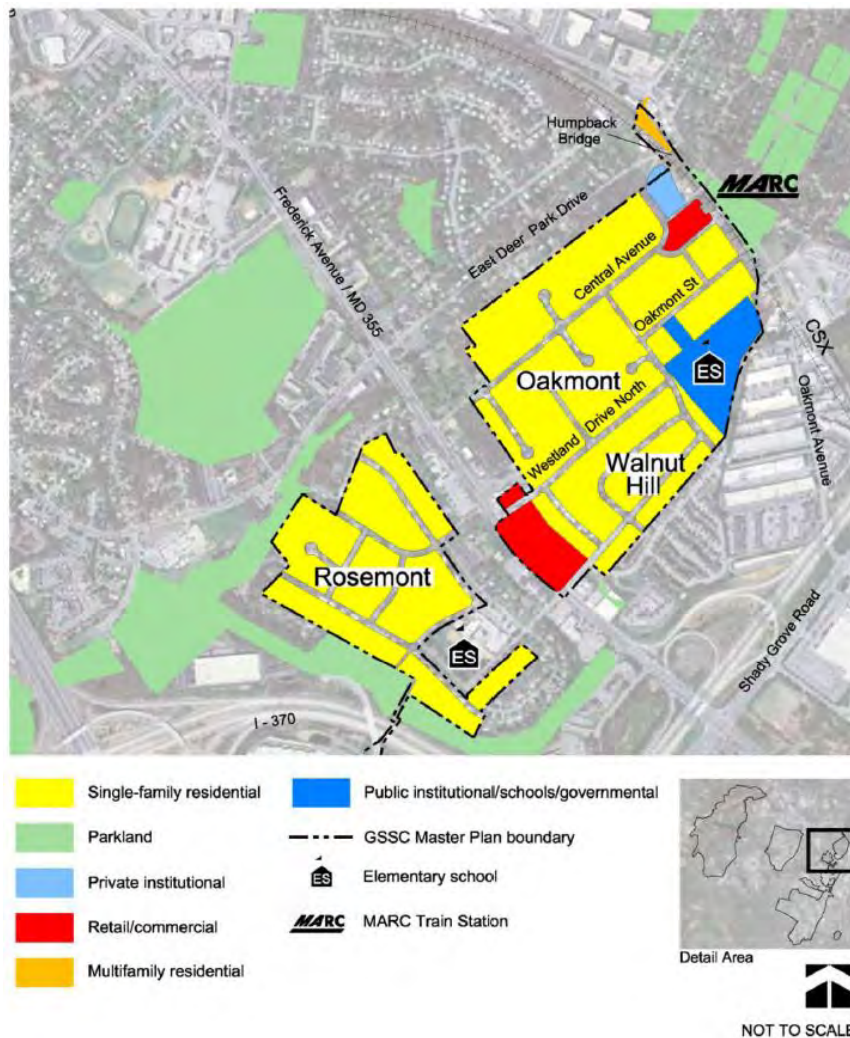 Humpback
Bridge
MARC
East Deer Park Drive
Frederick Avenue / MD 355
Central Avenue
Oakmont St
CSX
ES
Oakmont
Oakmont Avenue
Westland Drive North
Walnut
Hill
Rosemont
ES
Shady Grove Road
I - 370
Single-family residential
Parkland
Private institutional
Retail/commercial
Multifamily residential
Public institutional/schools/governmental
GSSC Master Plan boundary
ES Elementary school
MARC MARC Train Station
Detail Area
NOT TO SCALE